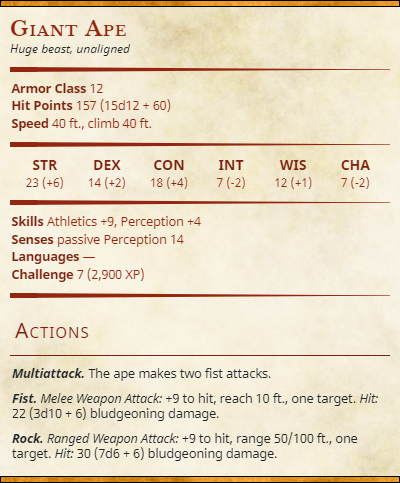 Giant Ape
Huge beast, unaligned
Armor Class 12
Hit Points 157 (15d12 + 60)
Speed 40 ft., climb 40 ft.
STR DEX CON INT WIS CHA
23 (+6) 14 (+2) 18 (+4) 7 (-2) 12 (+1) 7 (-2)
Skills Athletics +9, Perception +4
Senses passive Perception 14
Languages —
Challenge 7 (2,900 XP)
Actions
Multiattack. The ape makes two fist attacks.
Fist. Melee Weapon Attack: +9 to hit, reach 10 ft., one target. Hit:
22 (3d10 + 6) bludgeoning damage.
Rock. Ranged Weapon Attack: +9 to hit, range 50/100 ft., one
target. Hit: 30 (7d6 + 6) bludgeoning damage.